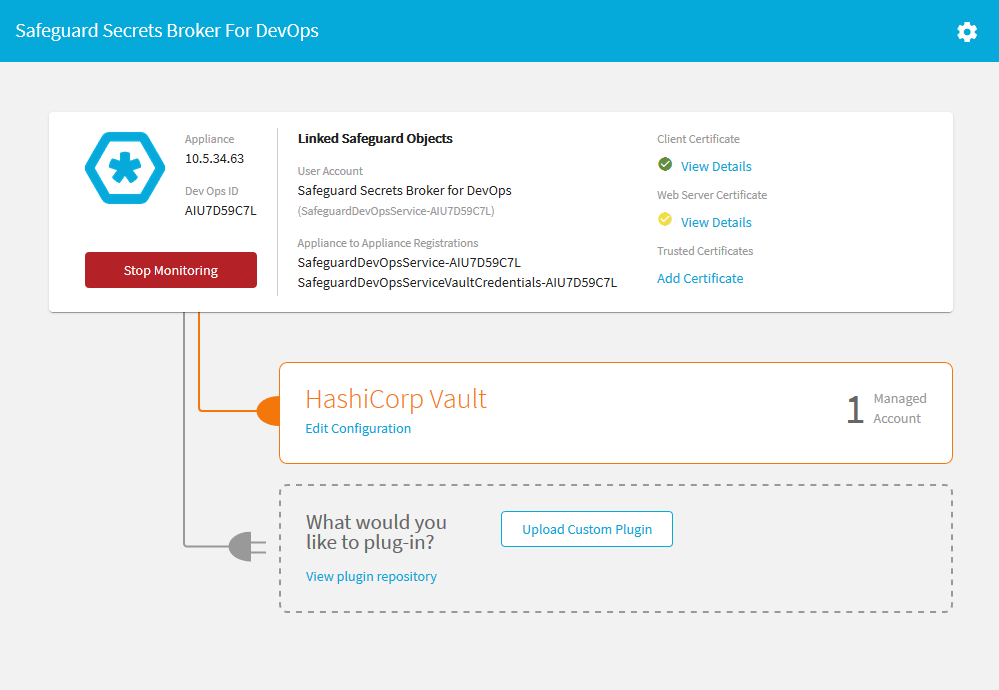 Safeguard Secrets Broker For DevOps
Appliance
10.5.34.63
Dev Ops ID
AIU7D59C7L
Stop Monitoring
Linked Safeguard Objects
User Account
Safeguard Secrets Broker for DevOps
(SafeguardDevOpsService-AIU7D59C7L)
Appliance to Appliance Registrations
SafeguardDevOpsService-AIU7D59C7L
SafeguardDevOpsServiceVaultCredentials-AIU7D59C7L
Client Certificate
View Details
Web Server Certificate
View Details
Trusted Certificates
Add Certificate
HashiCorp Vault
Edit Configuration
1 Managed
Account
What would you
like to plug-in?
View plugin repository
Upload Custom Plugin